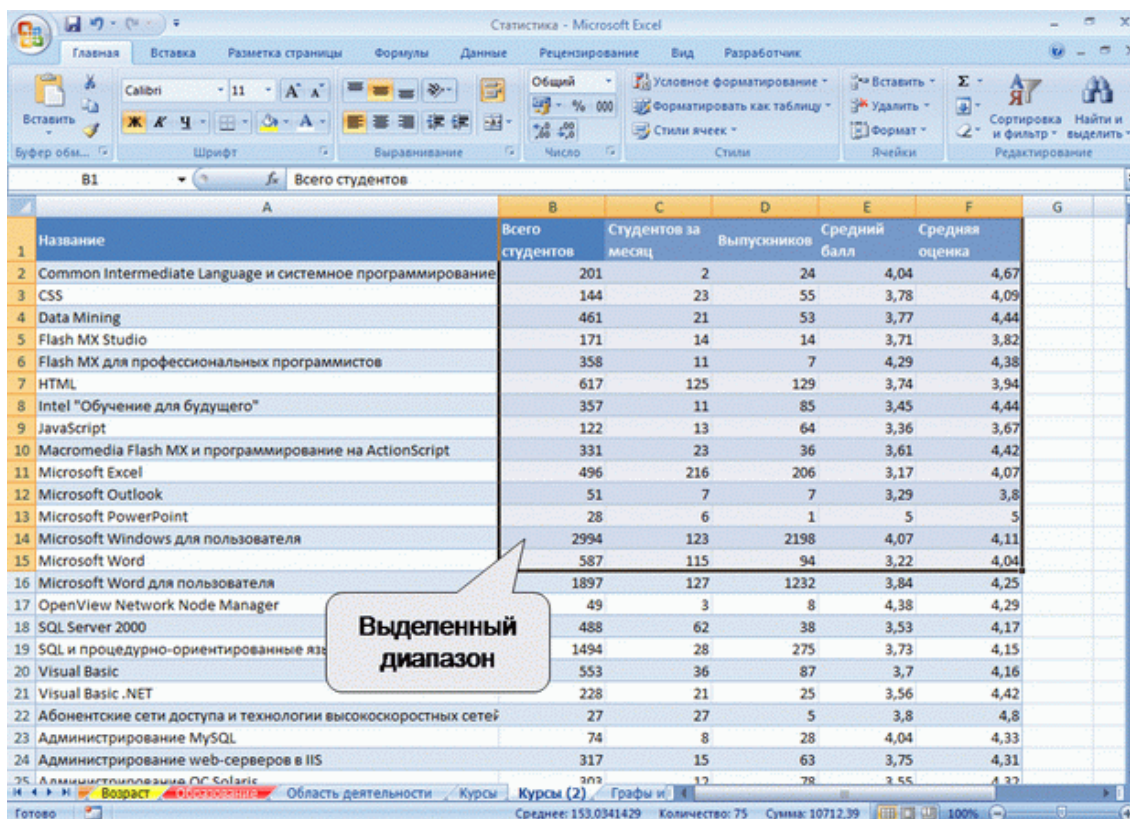 Статистика - Microsoft Excel
Главная Вставка Разметка страницы Формулы Данные Рецензирование Вид Разработчик
Вставить
Calibri 11
Ж К Ч
Общий
% 000
Условное форматирование
Форматировать как таблицу
Стили ячеек
Вставить
Удалить
Формат
Σ
Сортировка и фильтр
Найти и выделить
Буфер обм... Шрифт Выравнивание Число Стили Ячейки Редактирование
B1 fx Всего студентов
A B C D E F G
1 Название Всего студентов Студентов за месяц Выпускников Средний балл Средняя оценка
2 Common Intermediate Language и системное программирование 201 2 24 4,04 4,67
3 CSS 144 23 55 3,78 4,09
4 Data Mining 461 21 53 3,77 4,44
5 Flash MX Studio 171 14 14 3,71 3,82
6 Flash MX для профессиональных программистов 358 11 7 4,29 4,38
7 HTML 617 125 129 3,74 3,94
8 Intel "Обучение для будущего" 357 11 85 3,45 4,44
9 JavaScript 122 13 64 3,36 3,67
10 Macromedia Flash MX и программирование на ActionScript 331 23 36 3,61 4,42
11 Microsoft Excel 496 216 206 3,17 4,07
12 Microsoft Outlook 51 7 7 3,29 3,8
13 Microsoft PowerPoint 28 6 1 5 5
14 Microsoft Windows для пользователя 2994 123 2198 4,07 4,11
15 Microsoft Word 587 115 94 3,22 4,04
16 Microsoft Word для пользователя 1897 127 1232 3,84 4,25
17 OpenView Network Node Manager 49 3 8 4,38 4,29
18 SQL Server 2000 488 62 38 3,53 4,17
19 SQL и процедурно-ориентированные яз 1494 28 275 3,73 4,15
20 Visual Basic 553 36 87 3,7 4,16
21 Visual Basic .NET 228 21 25 3,56 4,42
22 Абонентские сети доступа и технологии высокоскоростных сетей 27 27 5 3,8 4,8
23 Администрирование MySQL 74 8 28 4,04 4,33
24 Администрирование web-серверов в IIS 317 15 63 3,75 4,31
25 Администрирование ОС Solaris 303 12 78 3,55 4,32
Выделенный
диапазон
Возраст Образование Область деятельности Курсы Курсы (2) Графы и
Готово Среднее: 153,0341429 Количество: 75 Сумма: 10712,39 100%